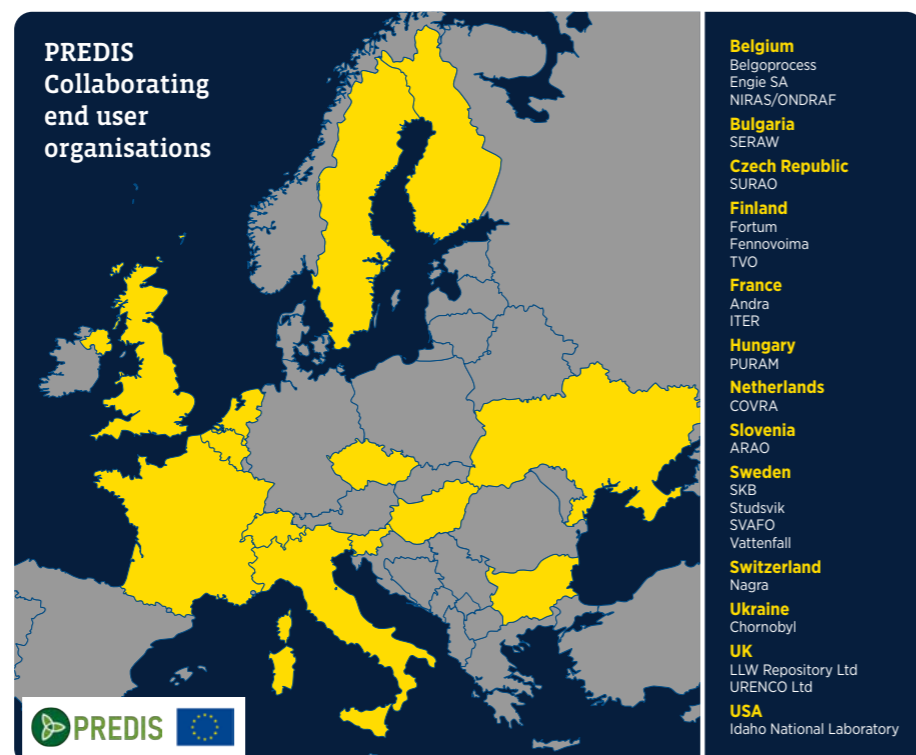 PREDIS
Collaborating
end user
organisations
Belgium
Belgoprocess
Engie SA
NIRAS/ONDRAF
Bulgaria
SERAW
Czech Republic
SURAO
Finland
Fortum
Fennovoima
TVO
France
Andra
ITER
Hungary
PURAM
Netherlands
COVRA
Slovenia
ARAO
Sweden
SKB
Studsvik
SVAFO
Vattenfall
Switzerland
Nagra
Ukraine
Chornobyl
UK
LLW Repository Ltd
URENCO Ltd
USA
Idaho National Laboratory
PREDIS